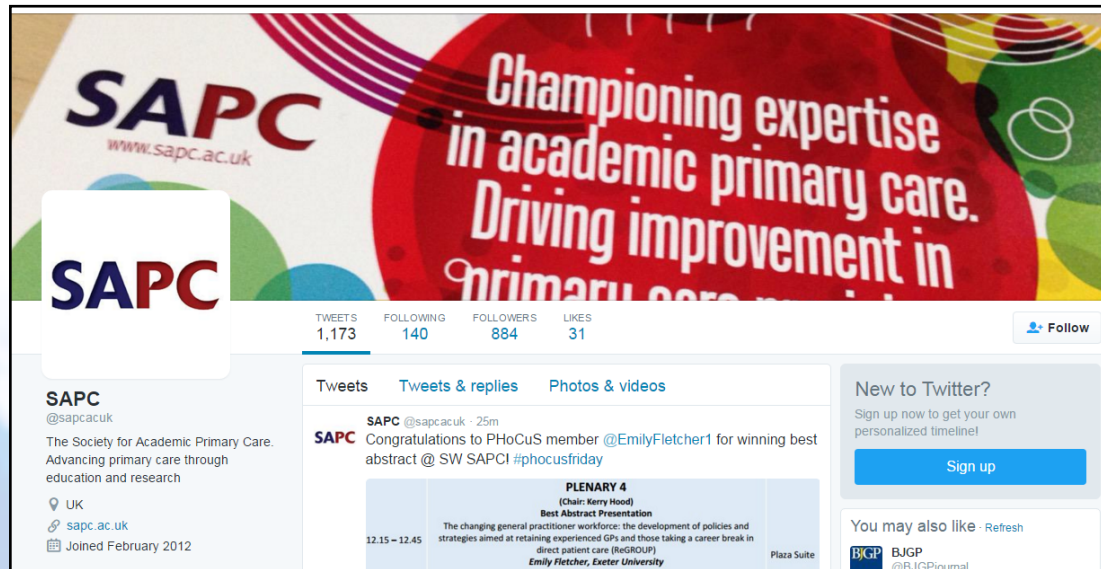 SAPC
www.sapc.ac.uk
Championing expertise
in academic primary care.
Driving improvement in
primary care
SAPC
TWEETS
1,173
FOLLOWING
140
FOLLOWERS
884
LIKES
31
Follow
SAPC
@sapcacuk
The Society for Academic Primary Care.
Advancing primary care through
education and research
UK
sapc.ac.uk
Joined February 2012
Tweets Tweets & replies Photos & videos
SAPC @sapcacuk · 25m
SAPC
Congratulations to PHoCuS member @EmilyFletcher1 for winning best
abstract @ SW SAPC! #phocusfriday
PLENARY 4
(Chair: Kerry Hood)
Best Abstract Presentation
The changing general practitioner workforce: the development of policies and
12.15 – 12.45 strategies aimed at retaining experienced GPs and those taking a career break in
direct patient care (ReGROUP) Plaza Suite
Emily Fletcher, Exeter University
New to Twitter?
Sign up now to get your own
personalized timeline!
Sign up
You may also like · Refresh
BJGP
BJGP
@BJGPjournal